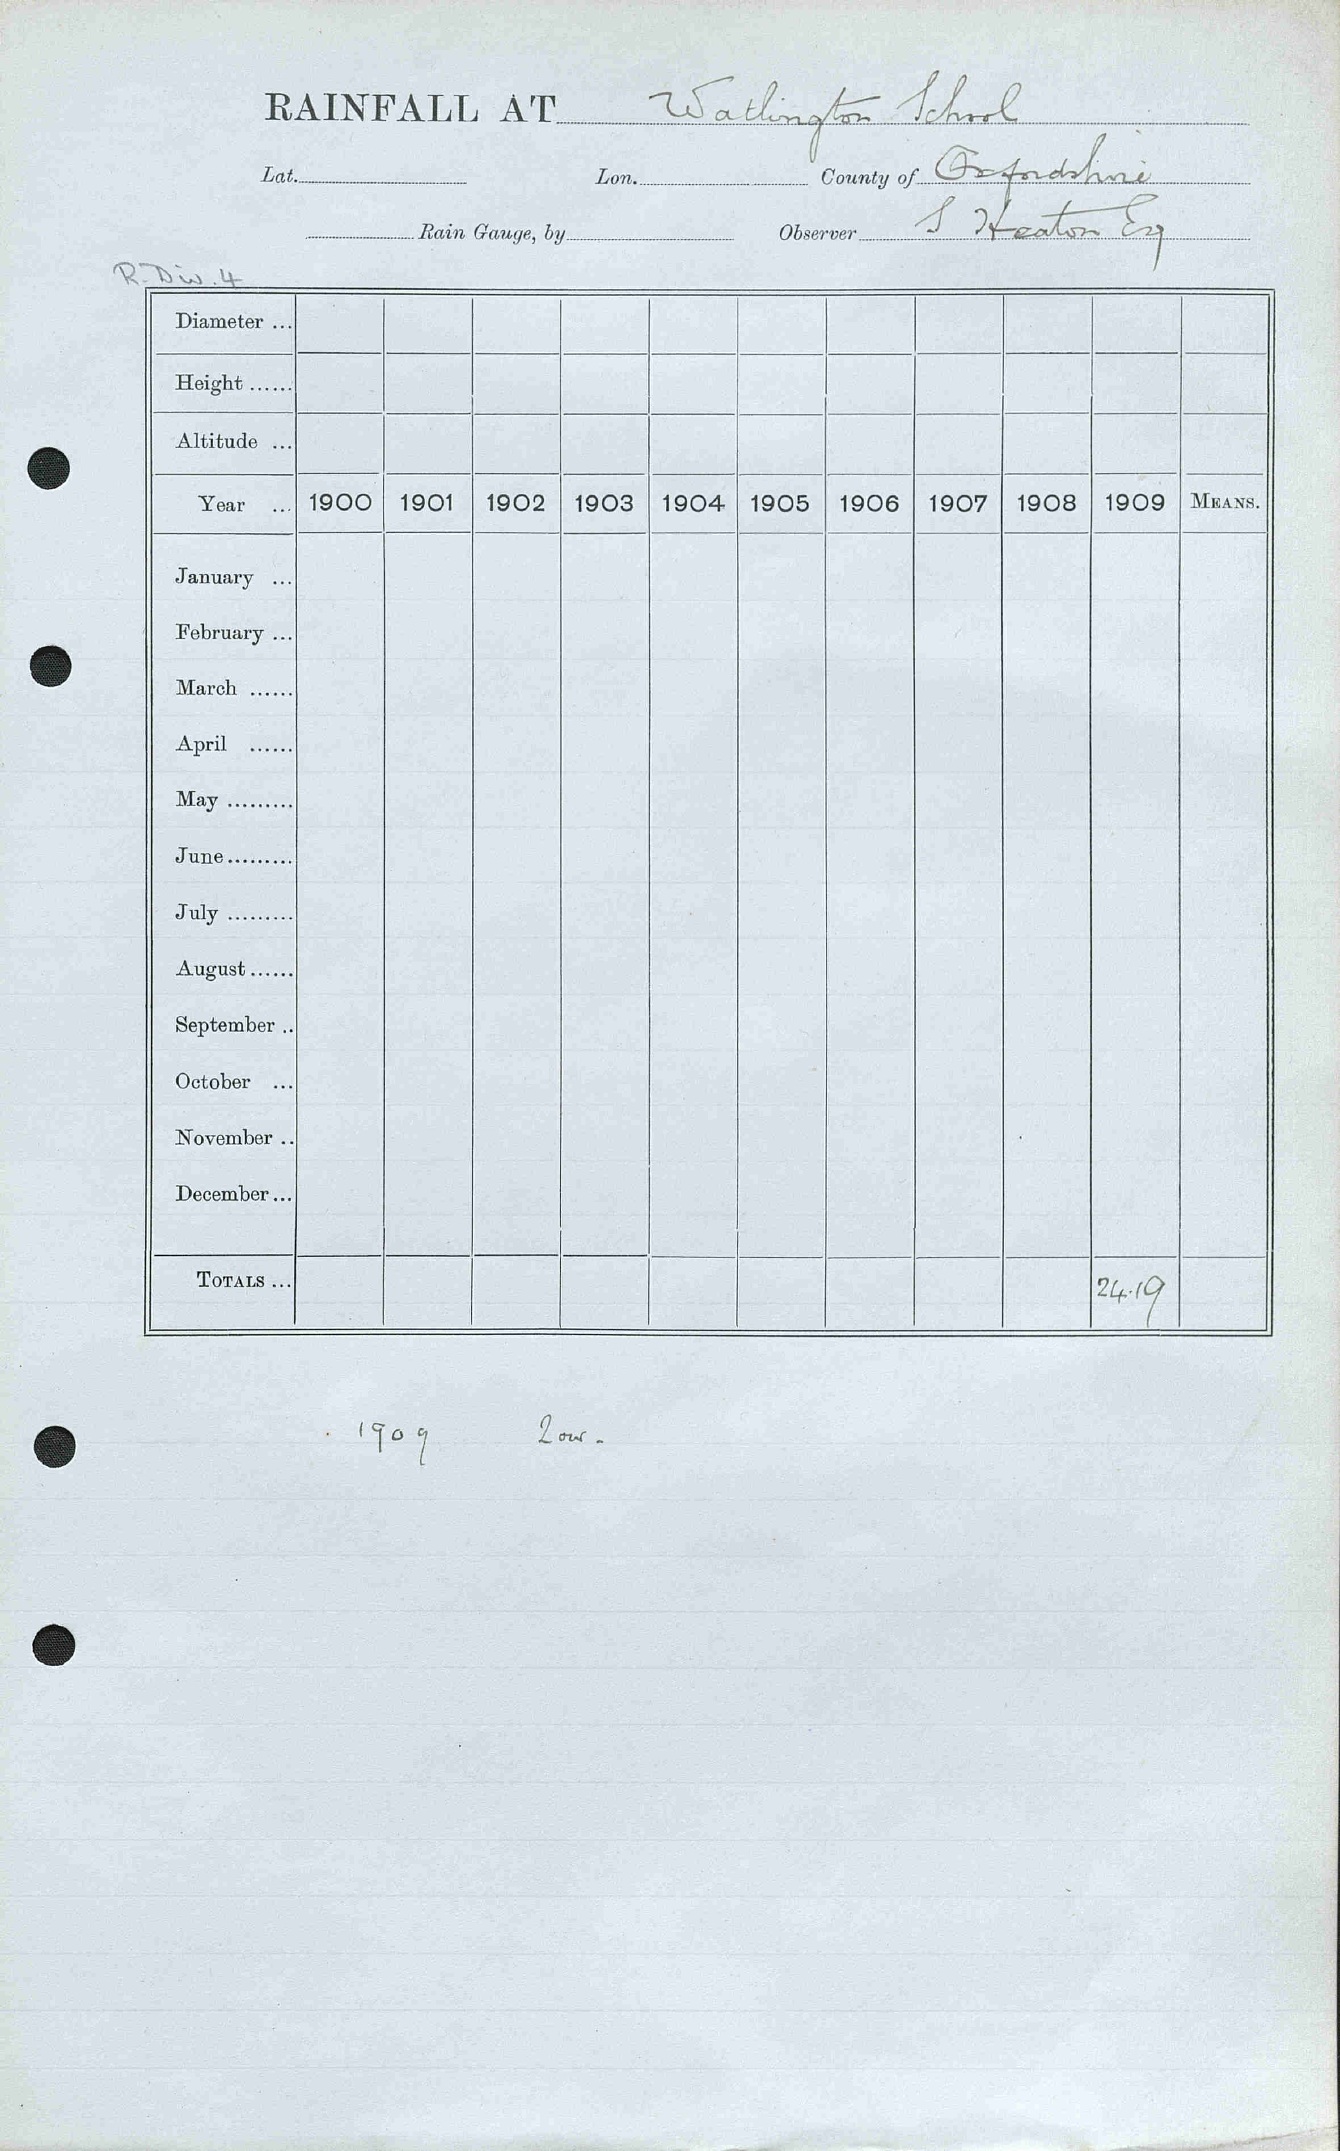 RAINFALL AT Watlington School
Lat. Lon. County of Oxfordshire
Rain Gauge, by Observer S Heaton Esq
R. Div. 4
Diameter ...
Height ......
Altitude ...
Year ... 1900 1901 1902 1903 1904 1905 1906 1907 1908 1909 MEANS.
January ...
February ...
March ......
April ......
May .........
June.........
July .........
August......
September ..
October ...
November ..
December...
TOTALS ... 24.19
1909 Low.